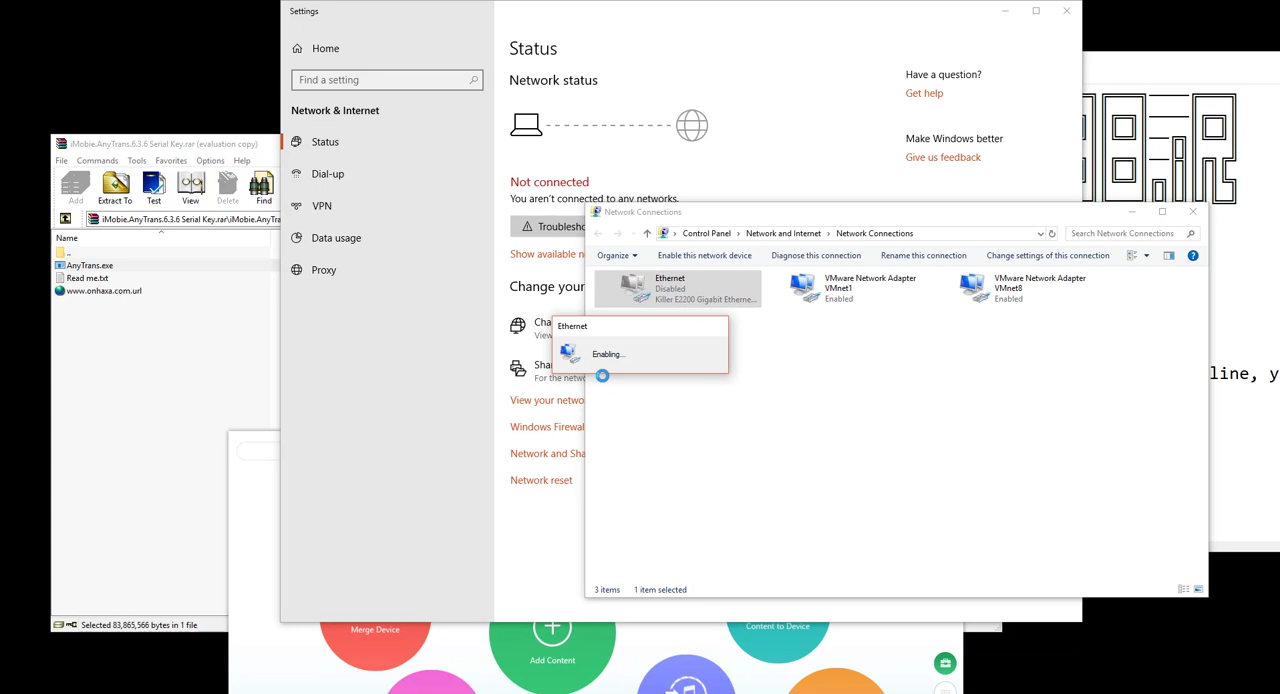 Settings
Home
Find a setting
Network & Internet
Status
Dial-up
VPN
Data usage
Proxy
Status
Network status
Not connected
You aren't connected to any networks.
Show available
Change your
View
For the netwo
View your netwo
Windows Firewal
Network and Sha
Network reset
Have a question?
Get help
Make Windows better
Give us feedback
iMobie.AnyTrans.6.3.6 Serial Key.rar (evaluation copy)
File Commands Tools Favorites Options Help
Add Extract To Test View Delete Find
iMobie.AnyTrans.6.3.6 Serial Key.rar\iMobie.AnyTra
Name
..
AnyTrans.exe
Read me.txt
www.onhaxa.com.url
Selected 83,865,566 bytes in 1 file
Network Connections
Control Panel › Network and Internet › Network Connections
Search Network Connections
Organize Enable this network device Diagnose this connection Rename this connection Change settings of this connection
Ethernet
Disabled
Killer E2200 Gigabit Etherne...
VMware Network Adapter
VMnet1
Enabled
VMware Network Adapter
VMnet8
Enabled
Ethernet
Enabling...
3 items 1 item selected
line, y
Merge Device
Add Content
Content to Device